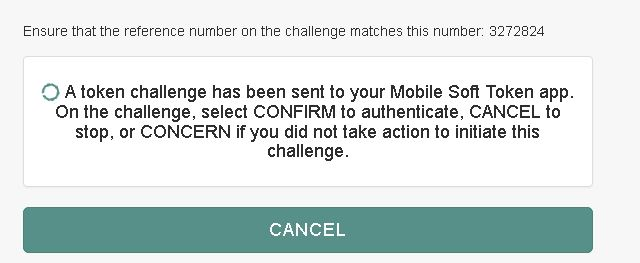 Ensure that the reference number on the challenge matches this number: 3272824
A token challenge has been sent to your Mobile Soft Token app.
On the challenge, select CONFIRM to authenticate, CANCEL to
stop, or CONCERN if you did not take action to initiate this
challenge.
CANCEL